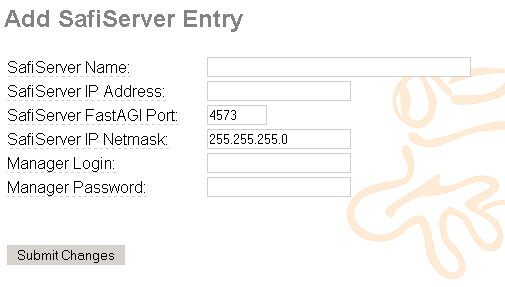 Add SafiServer Entry
SafiServer Name:
SafiServer IP Address:
SafiServer FastAGI Port: 4573
SafiServer IP Netmask: 255.255.255.0
Manager Login:
Manager Password:
Submit Changes